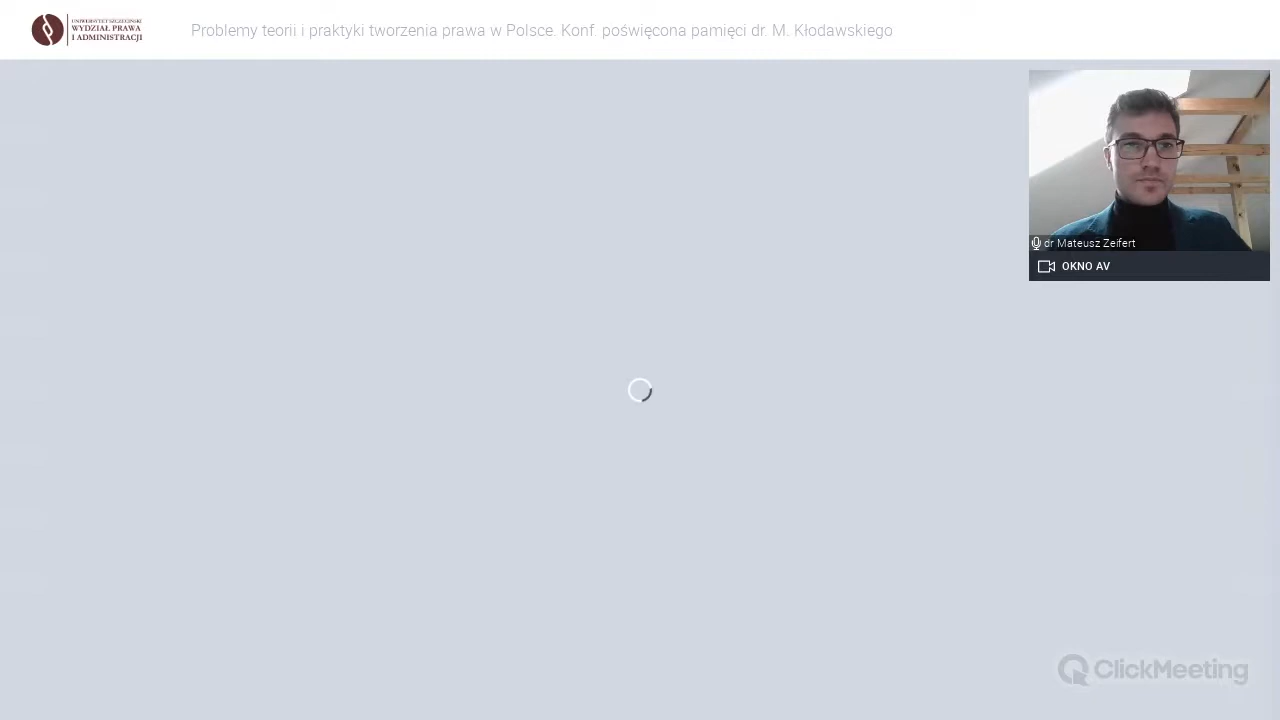 UNIWERSYTET SZCZECIŃSKI
WYDZIAŁ PRAWA
I ADMINISTRACJI
Problemy teorii i praktyki tworzenia prawa w Polsce. Konf. poświęcona pamięci dr. M. Kłodawskiego
dr Mateusz Zeifert
OKNO AV
ClickMeeting